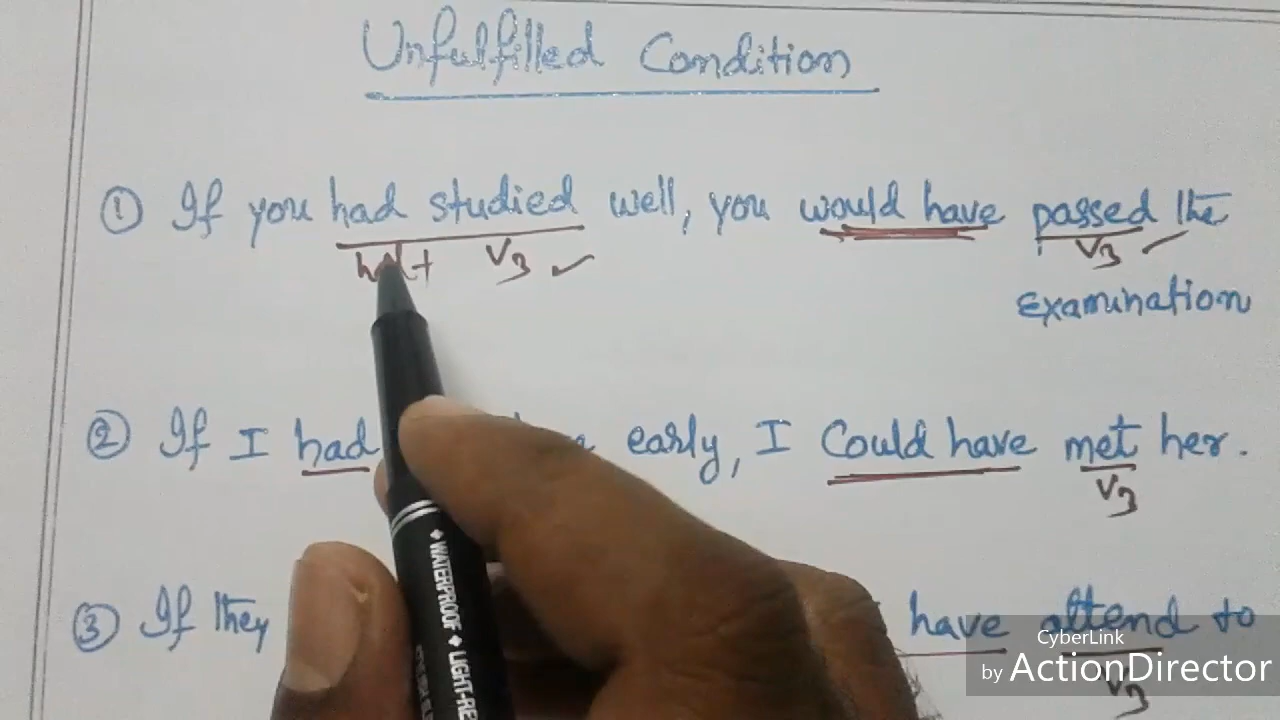 Unfulfilled Condition
① If you had studied well, you would have passed the
had + V3 ✓ V3 ✓
Examination
② If I had early, I Could have met her.
V3
③ If they have attend to
V3
CyberLink
by ActionDirector
WATERPROOF LIGHT-RE